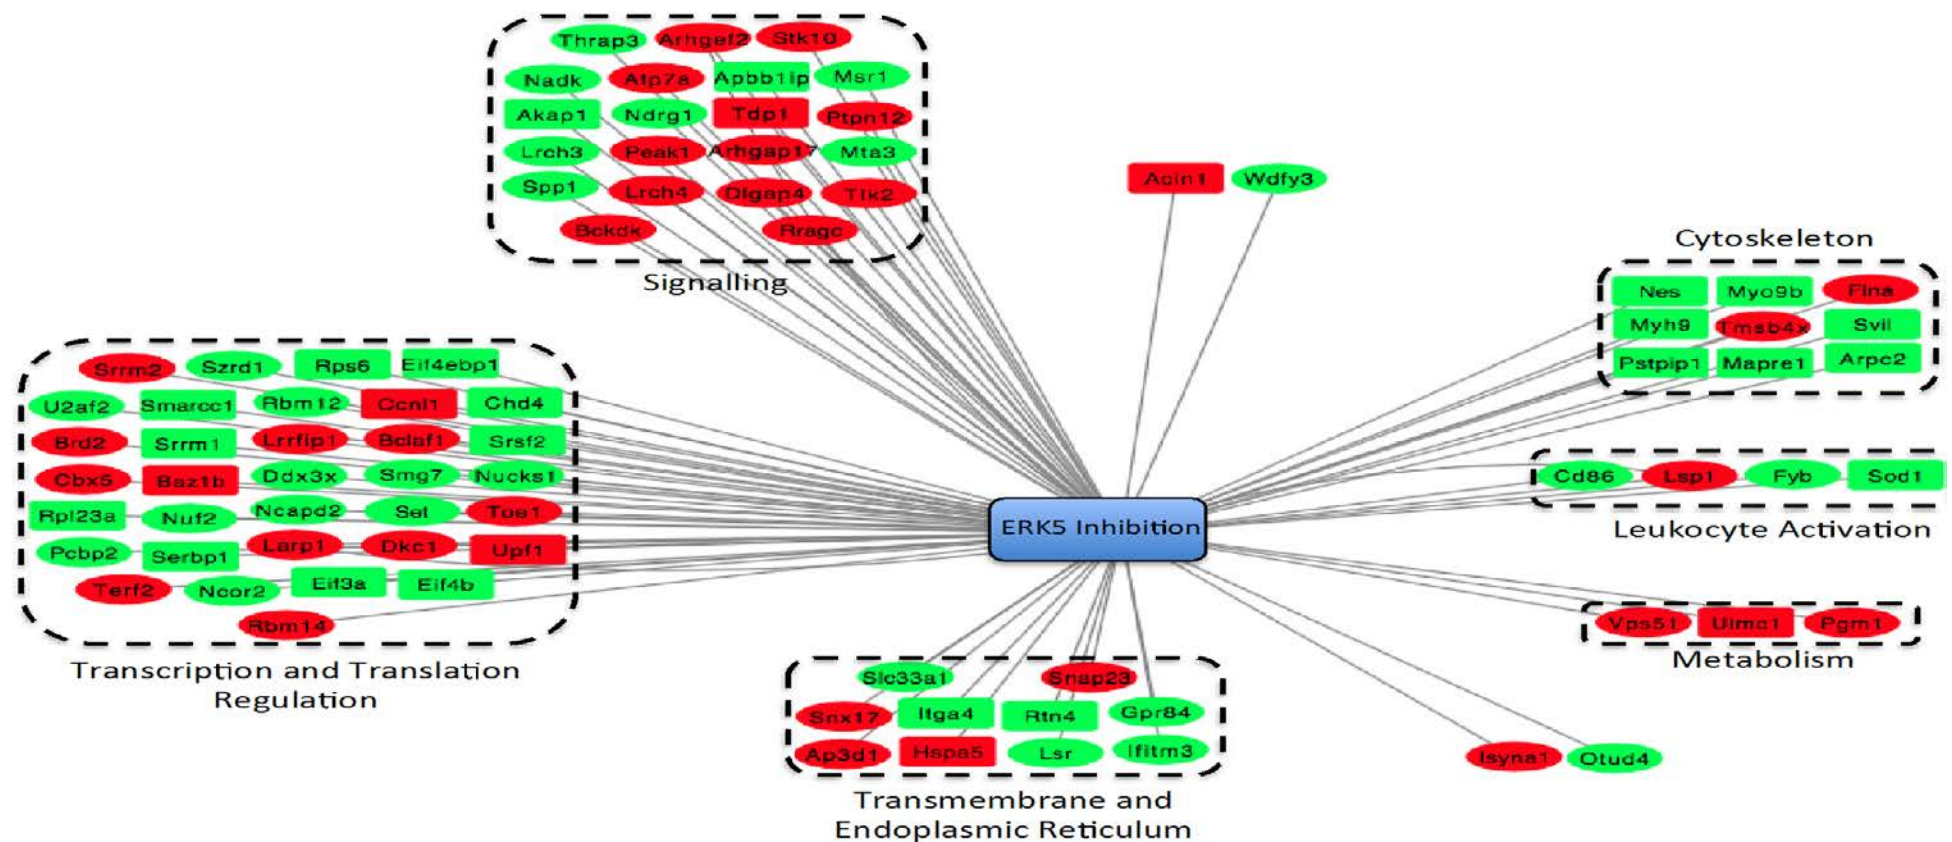 Thrap3 Arhgef2 Stk10
Nadk Atp7a Apbb1ip Msr1
Akap1 Ndrg1 Tdp1 Ptpn12
Lrch3 Peak1 Arhgap17 Mta3
Spp1 Lrch4 Dlgap4 Tlk2
Bckdk Rragc
Signalling
Acin1 Wdfy3
Cytoskeleton
Nes Myo9b Flna
Myh9 Tmsb4x Svil
Pstpip1 Mapre1 Arpc2
Srrm2 Szrd1 Rps6 Eif4ebp1
U2af2 Smarcc1 Rbm12 Ccnl1 Chd4
Brd2 Srrm1 Lrrfip1 Bclaf1 Srsf2
Cbx5 Baz1b Ddx3x Smg7 Nucks1
Rpl23a Nuf2 Ncapd2 Set Toe1
Pcbp2 Serbp1 Larp1 Dkc1 Upf1
Terf2 Ncor2 Eif3a Eif4b
Rbm14
Transcription and Translation
Regulation
ERK5 Inhibition
Cd86 Lsp1 Fyb Sod1
Leukocyte Activation
Vps51 Uimc1 Pgm1
Metabolism
Slc33a1 Snap23
Snx17 Itga4 Rtn4 Gpr84
Ap3d1 Hspa5 Lsr Ifitm3
Transmembrane and
Endoplasmic Reticulum
Isyna1 Otud4